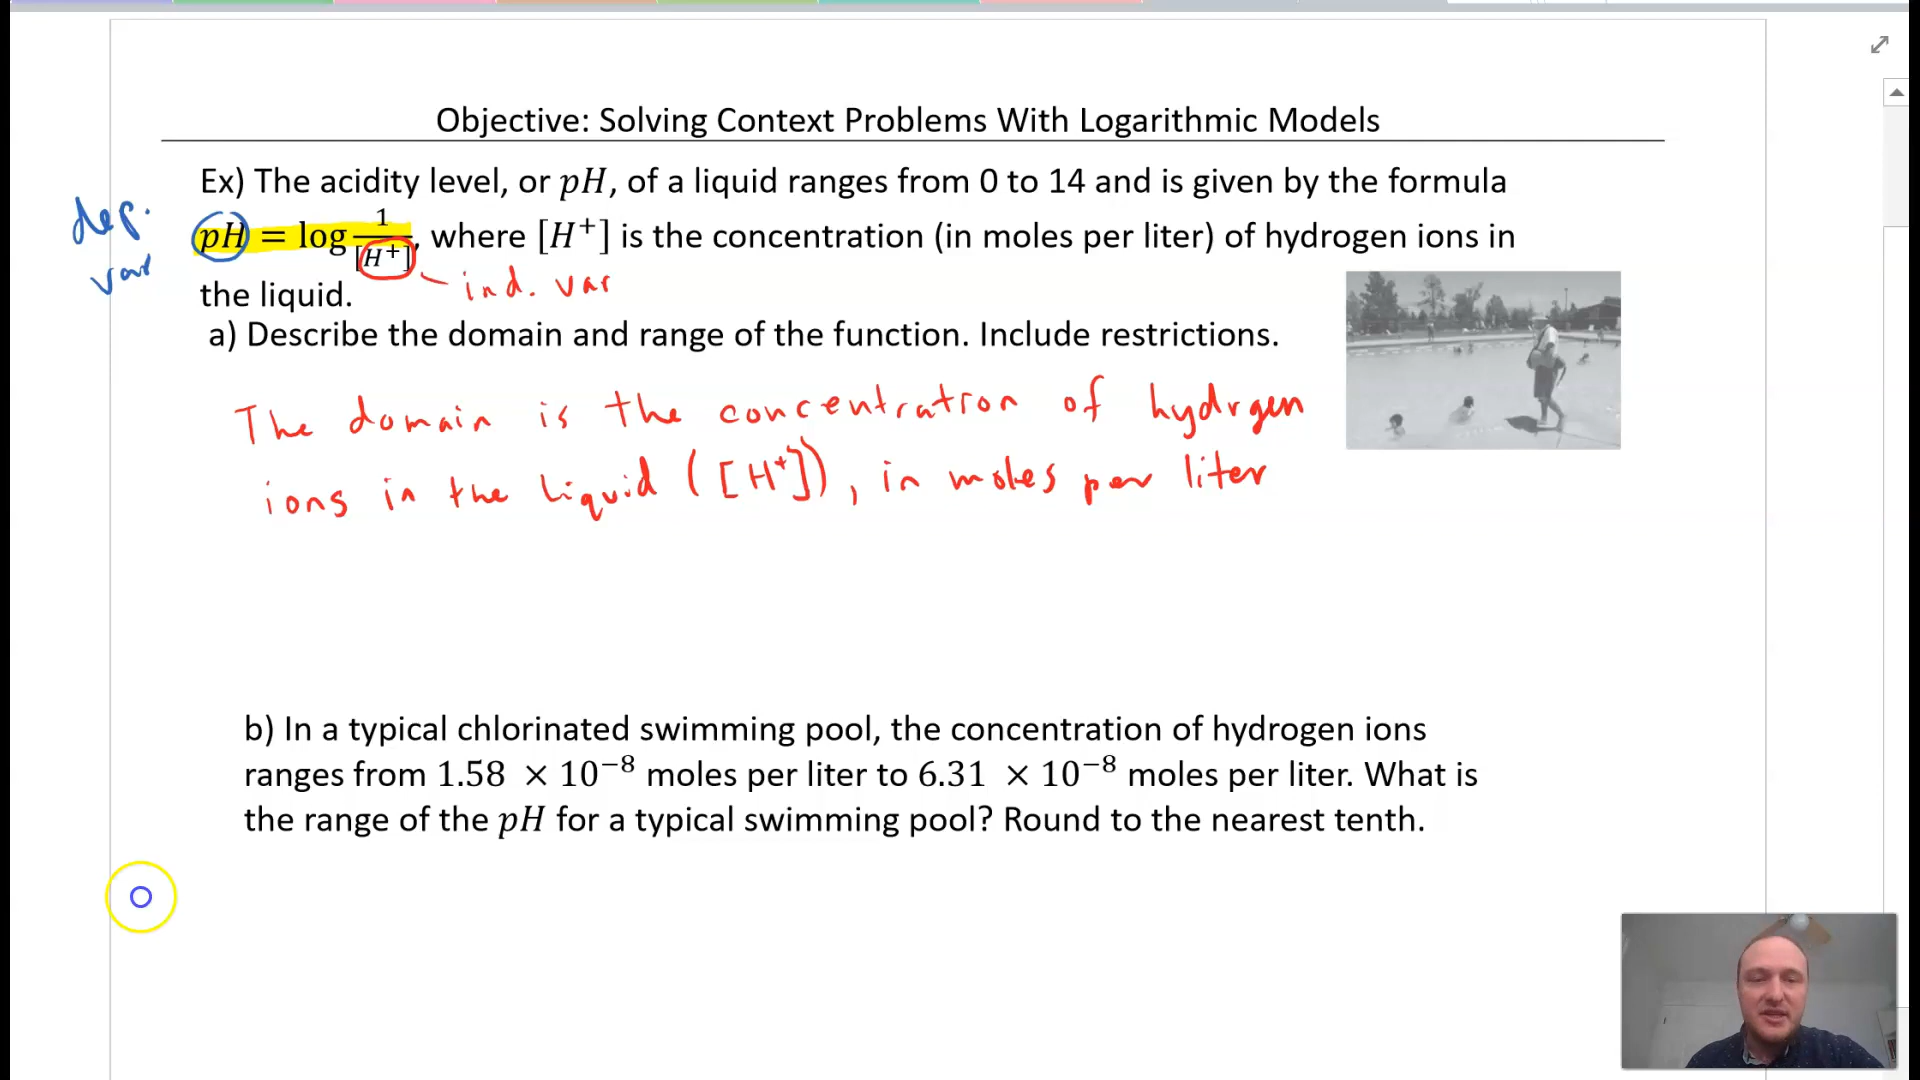 Objective: Solving Context Problems With Logarithmic Models
Ex) The acidity level, or pH, of a liquid ranges from 0 to 14 and is given by the formula
dep. var
pH = log 1/[H⁺], where [H⁺] is the concentration (in moles per liter) of hydrogen ions in
ind. var
the liquid.
a) Describe the domain and range of the function. Include restrictions.
The domain is the concentration of hydrgen
ions in the liquid ([H⁺]), in moles per liter
b) In a typical chlorinated swimming pool, the concentration of hydrogen ions
ranges from 1.58 × 10⁻⁸ moles per liter to 6.31 × 10⁻⁸ moles per liter. What is
the range of the pH for a typical swimming pool? Round to the nearest tenth.